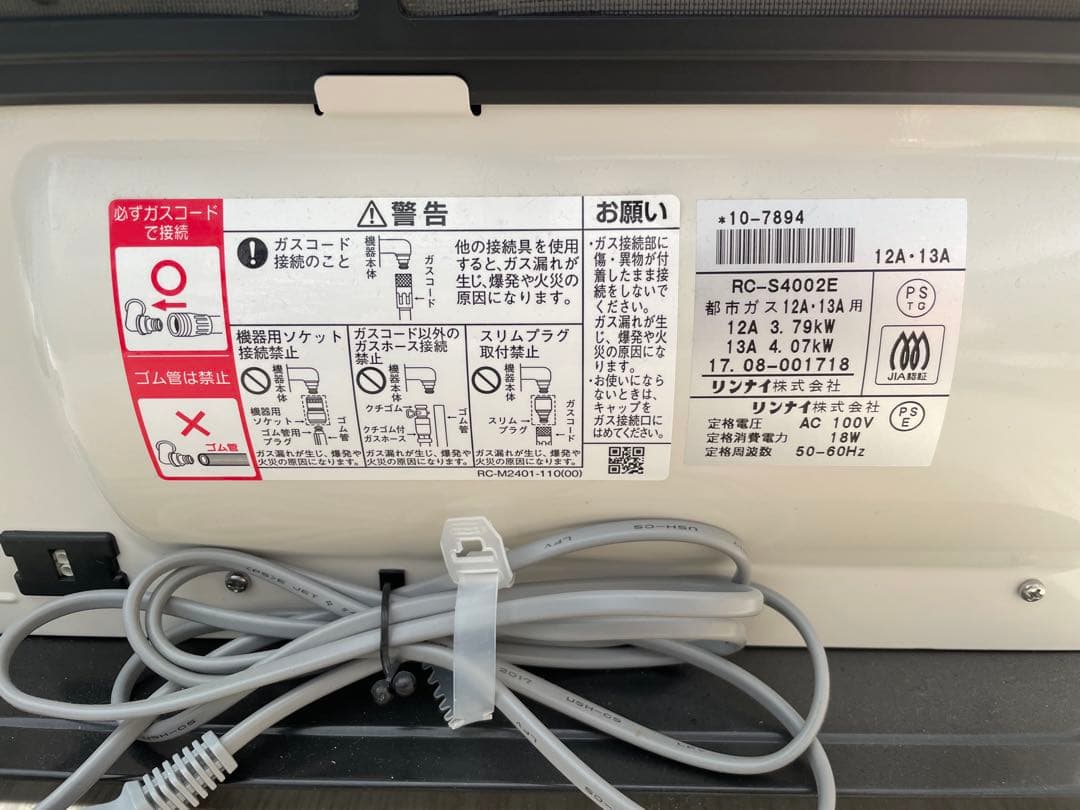 必ずガスコード
で接続
ゴム管は禁止
ゴム管
警告
ガスコード
接続のこと
機器本体
ガスコード
他の接続具を使用
すると、ガス漏れが
生じ、爆発や火災の
原因になります。
機器用ソケット
接続禁止
機器本体
機器用
ソケット
ゴム管用
プラグ
ゴム管
ガス漏れが生じ、爆発や
火災の原因になります。
ガスコード以外の
ガスホース接続
禁止
機器本体
クチゴム
クチゴム付
ガスホース
ゴム管
ガス漏れが生じ、爆発や
火災の原因になります。
スリムプラグ
取付禁止
機器本体
スリム
プラグ
ガスコード
ガス漏れが生じ、爆発や
火災の原因になります。
RC-M2401-110(00)
お願い
・ガス接続部に
傷・異物が付
着したまま接
続をしないで
ください。
ガス漏れが生
じ、爆発や火
災の原因にな
ります。
・お使いになら
ないときは、
キャップを
ガス接続口に
はめてください。
*10-7894
12A・13A
RC-S4002E
都市ガス12A・13A用
12A 3.79kW
13A 4.07kW
17.08-001718
リンナイ株式会社
PS
TG
JIA認証
リンナイ株式会社
定格電圧 AC 100V
定格消費電力 18W
定格周波数 50-60Hz
PS
E
LPV
USH-CS
<PS>E JET
2017
USH-CS
LPV
USH-CS